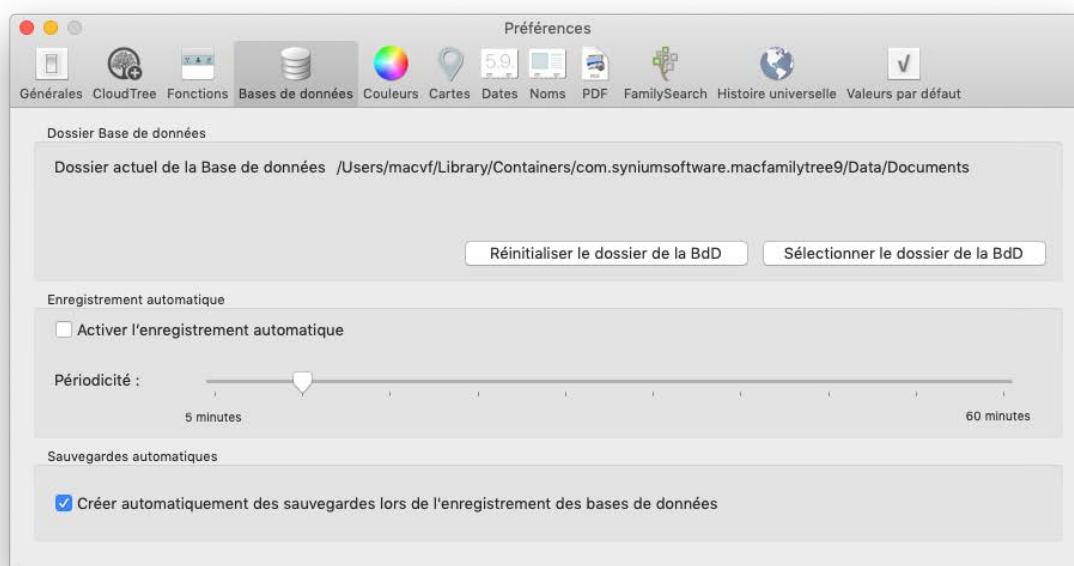 Préférences
Générales CloudTree Fonctions Bases de données Couleurs Cartes Dates Noms PDF FamilySearch Histoire universelle Valeurs par défaut
Dossier Base de données
Dossier actuel de la Base de données /Users/macvf/Library/Containers/com.syniumsoftware.macfamilytree9/Data/Documents
Réinitialiser le dossier de la BdD Sélectionner le dossier de la BdD
Enregistrement automatique
Activer l'enregistrement automatique
Périodicité :
5 minutes 60 minutes
Sauvegardes automatiques
Créer automatiquement des sauvegardes lors de l'enregistrement des bases de données